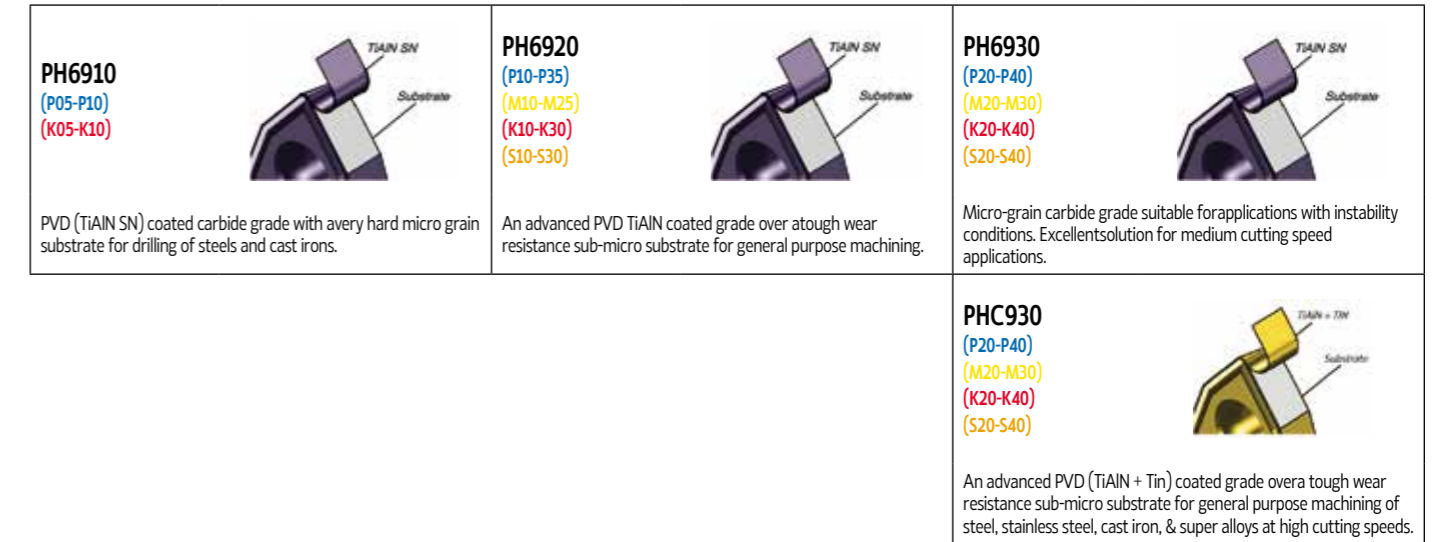 PH6910
(P05-P10)
(K05-K10)
TiAlN SN
Substrate
PVD (TiAlN SN) coated carbide grade with avery hard micro grain
substrate for drilling of steels and cast irons.
PH6920
(P10-P35)
(M10-M25)
(K10-K30)
(S10-S30)
TiAlN SN
Substrate
An advanced PVD TiAlN coated grade over atough wear
resistance sub-micro substrate for general purpose machining.
PH6930
(P20-P40)
(M20-M30)
(K20-K40)
(S20-S40)
TiAlN SN
Substrate
Micro-grain carbide grade suitable forapplications with instability
conditions. Excellentsolution for medium cutting speed
applications.
PHC930
(P20-P40)
(M20-M30)
(K20-K40)
(S20-S40)
TiAlN + TiN
Substrate
An advanced PVD (TiAlN + Tin) coated grade overa tough wear
resistance sub-micro substrate for general purpose machining of
steel, stainless steel, cast iron, & super alloys at high cutting speeds.